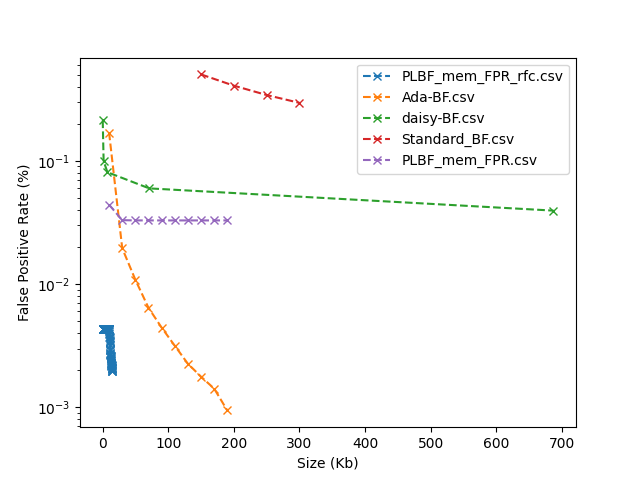 PLBF_mem_FPR_rfc.csv
Ada-BF.csv
daisy-BF.csv
Standard_BF.csv
PLBF_mem_FPR.csv
False Positive Rate (%)
10⁻¹
10⁻²
10⁻³
0 100 200 300 400 500 600 700
Size (Kb)